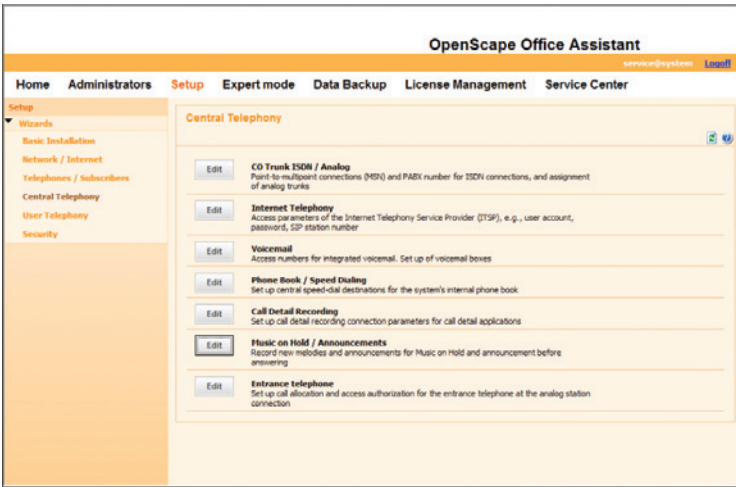 OpenScape Office Assistant
service@system Logoff
Home Administrators Setup Expert mode Data Backup License Management Service Center
Setup
Wizards
Basic Installation
Network / Internet
Telephones / Subscribers
Central Telephony
User Telephony
Security
Central Telephony
Edit CO Trunk ISDN / Analog
Point-to-multipoint connections (MSN) and PABX number for ISDN connections, and assignment
of analog trunks
Edit Internet Telephony
Access parameters of the Internet Telephony Service Provider (ITSP), e.g., user account,
password, SIP station number
Edit Voicemail
Access numbers for integrated voicemail. Set up of voicemail boxes
Edit Phone Book / Speed Dialing
Set up central speed-dial destinations for the system's internal phone book
Edit Call Detail Recording
Set up call detail recording connection parameters for call detail applications
Edit Music on Hold / Announcements
Record new melodies and announcements for Music on Hold and announcement before
answering
Edit Entrance telephone
Set up call allocation and access authorization for the entrance telephone at the analog station
connection